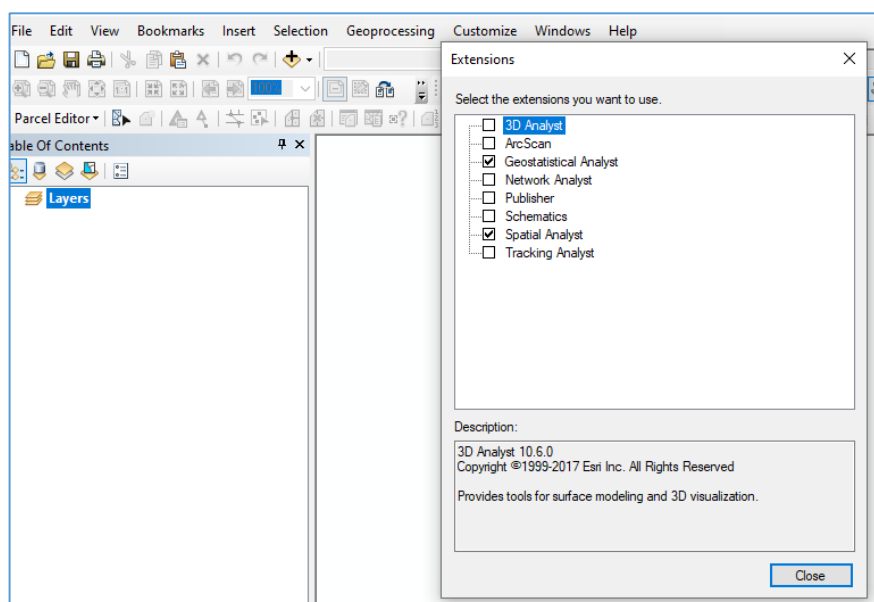 File Edit View Bookmarks Insert Selection Geoprocessing Customize Windows Help
Extensions
100%
Select the extensions you want to use.
Parcel Editor
able Of Contents
Layers
3D Analyst
ArcScan
Geostatistical Analyst
Network Analyst
Publisher
Schematics
Spatial Analyst
Tracking Analyst
Description:
3D Analyst 10.6.0
Copyright ©1999-2017 Esri Inc. All Rights Reserved
Provides tools for surface modeling and 3D visualization.
Close